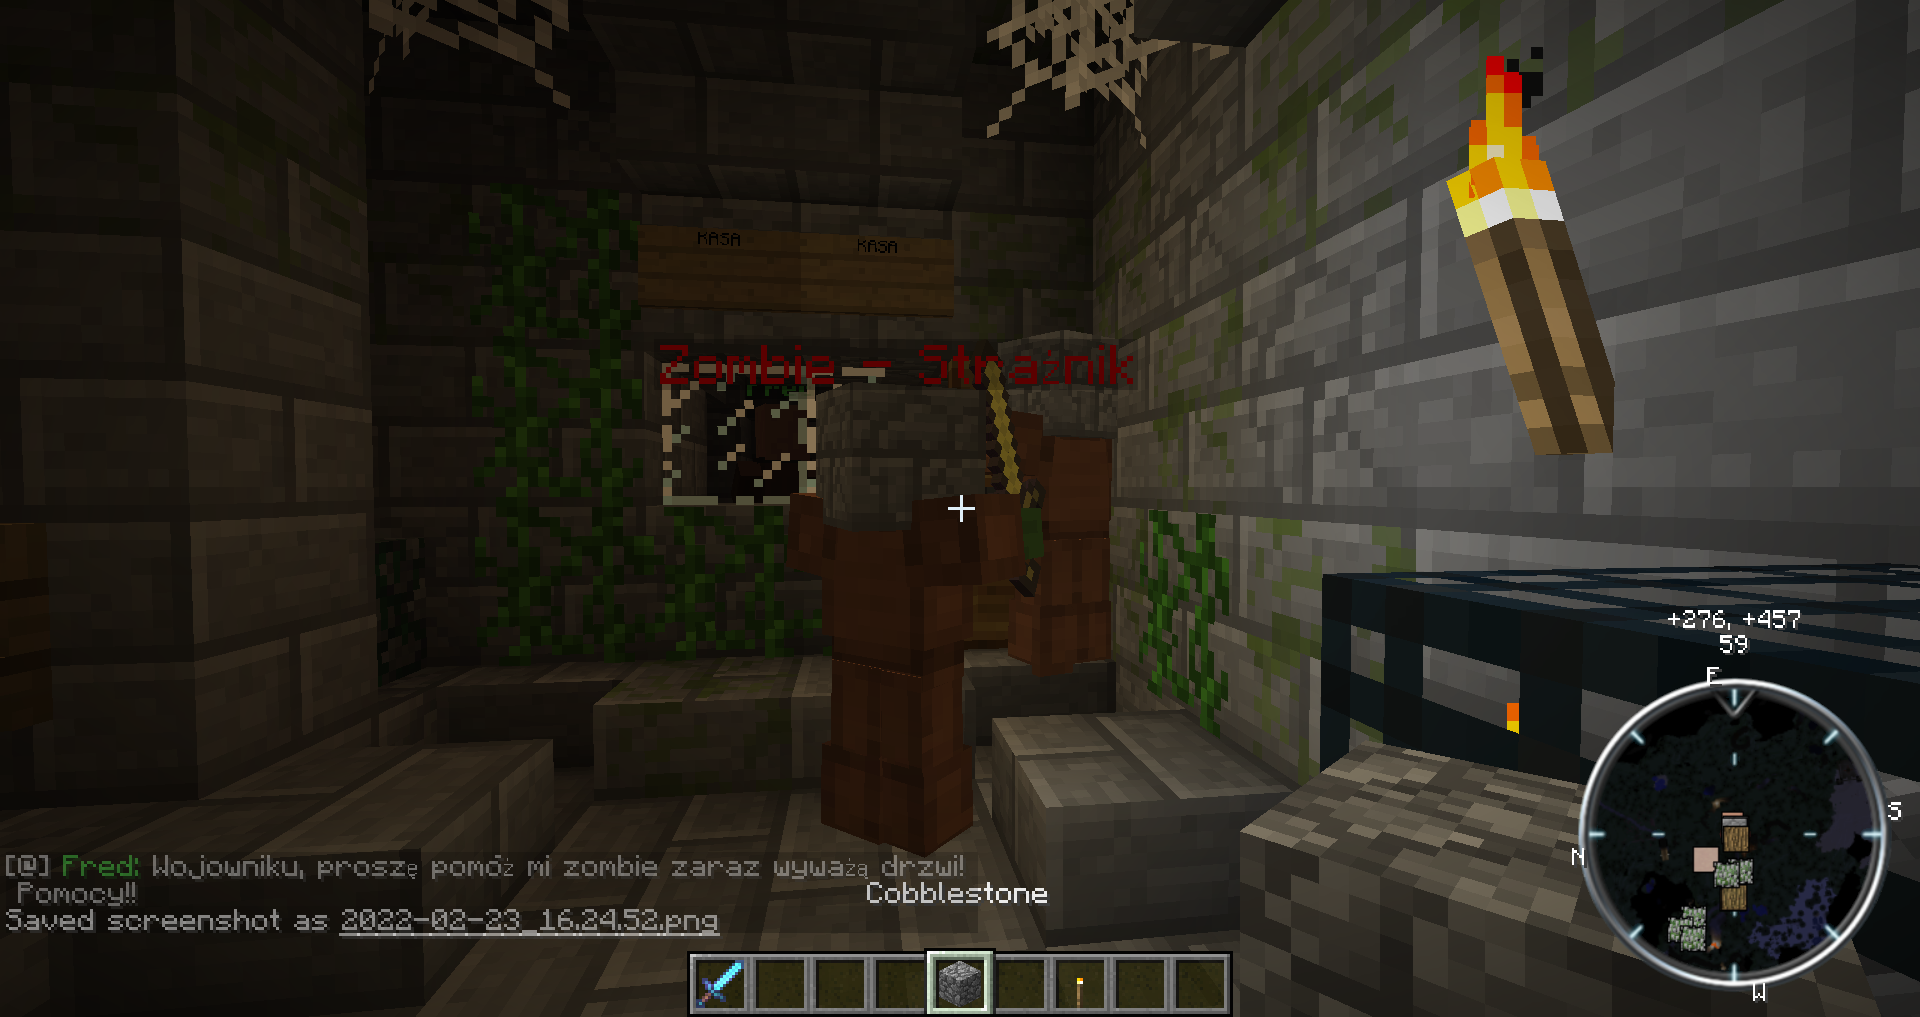 KASA
KASA
Zombie - Strażnik
Fred
+276, +457
59
E
S
N
W
[@] Fred: Wojowniku, proszę pomóż mi zombie zaraz wyważą drzwi!
Pomocy!!
Saved screenshot as 2022-02-23_16.24.52.png
Cobblestone